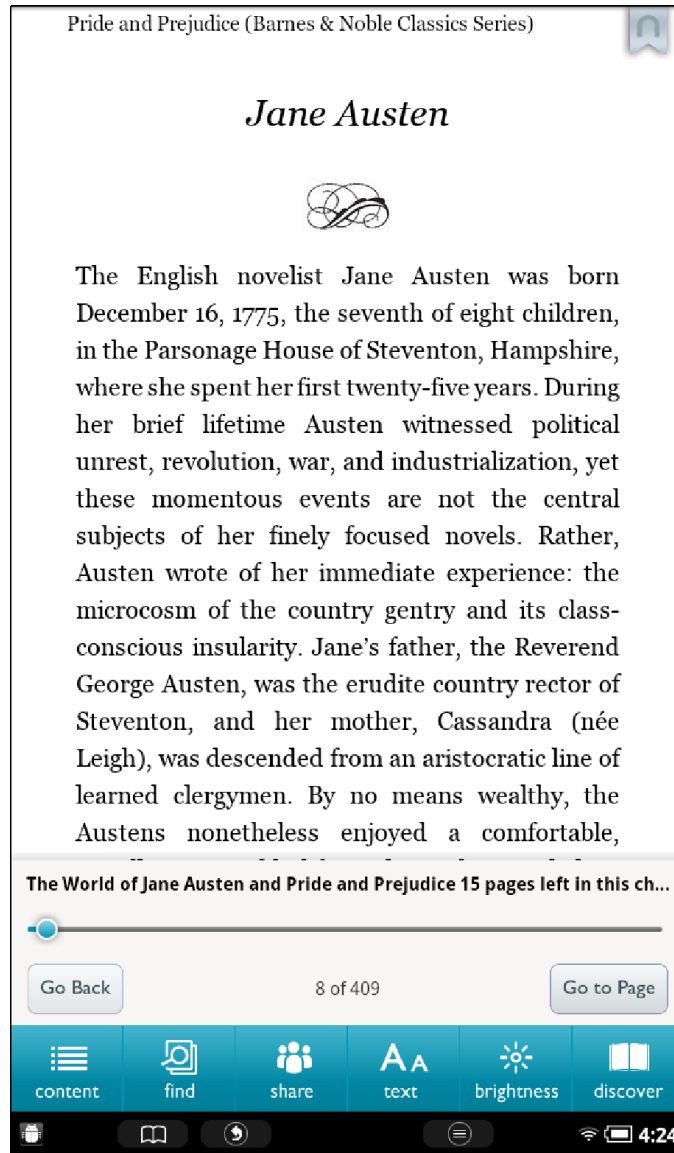 Pride and Prejudice (Barnes & Noble Classics Series)
Jane Austen
The English novelist Jane Austen was born
December 16, 1775, the seventh of eight children,
in the Parsonage House of Steventon, Hampshire,
where she spent her first twenty-five years. During
her brief lifetime Austen witnessed political
unrest, revolution, war, and industrialization, yet
these momentous events are not the central
subjects of her finely focused novels. Rather,
Austen wrote of her immediate experience: the
microcosm of the country gentry and its class-
conscious insularity. Jane’s father, the Reverend
George Austen, was the erudite country rector of
Steventon, and her mother, Cassandra (née
Leigh), was descended from an aristocratic line of
learned clergymen. By no means wealthy, the
Austens nonetheless enjoyed a comfortable,
The World of Jane Austen and Pride and Prejudice 15 pages left in this ch...
Go Back 8 of 409 Go to Page
content find share text brightness discover
4:24